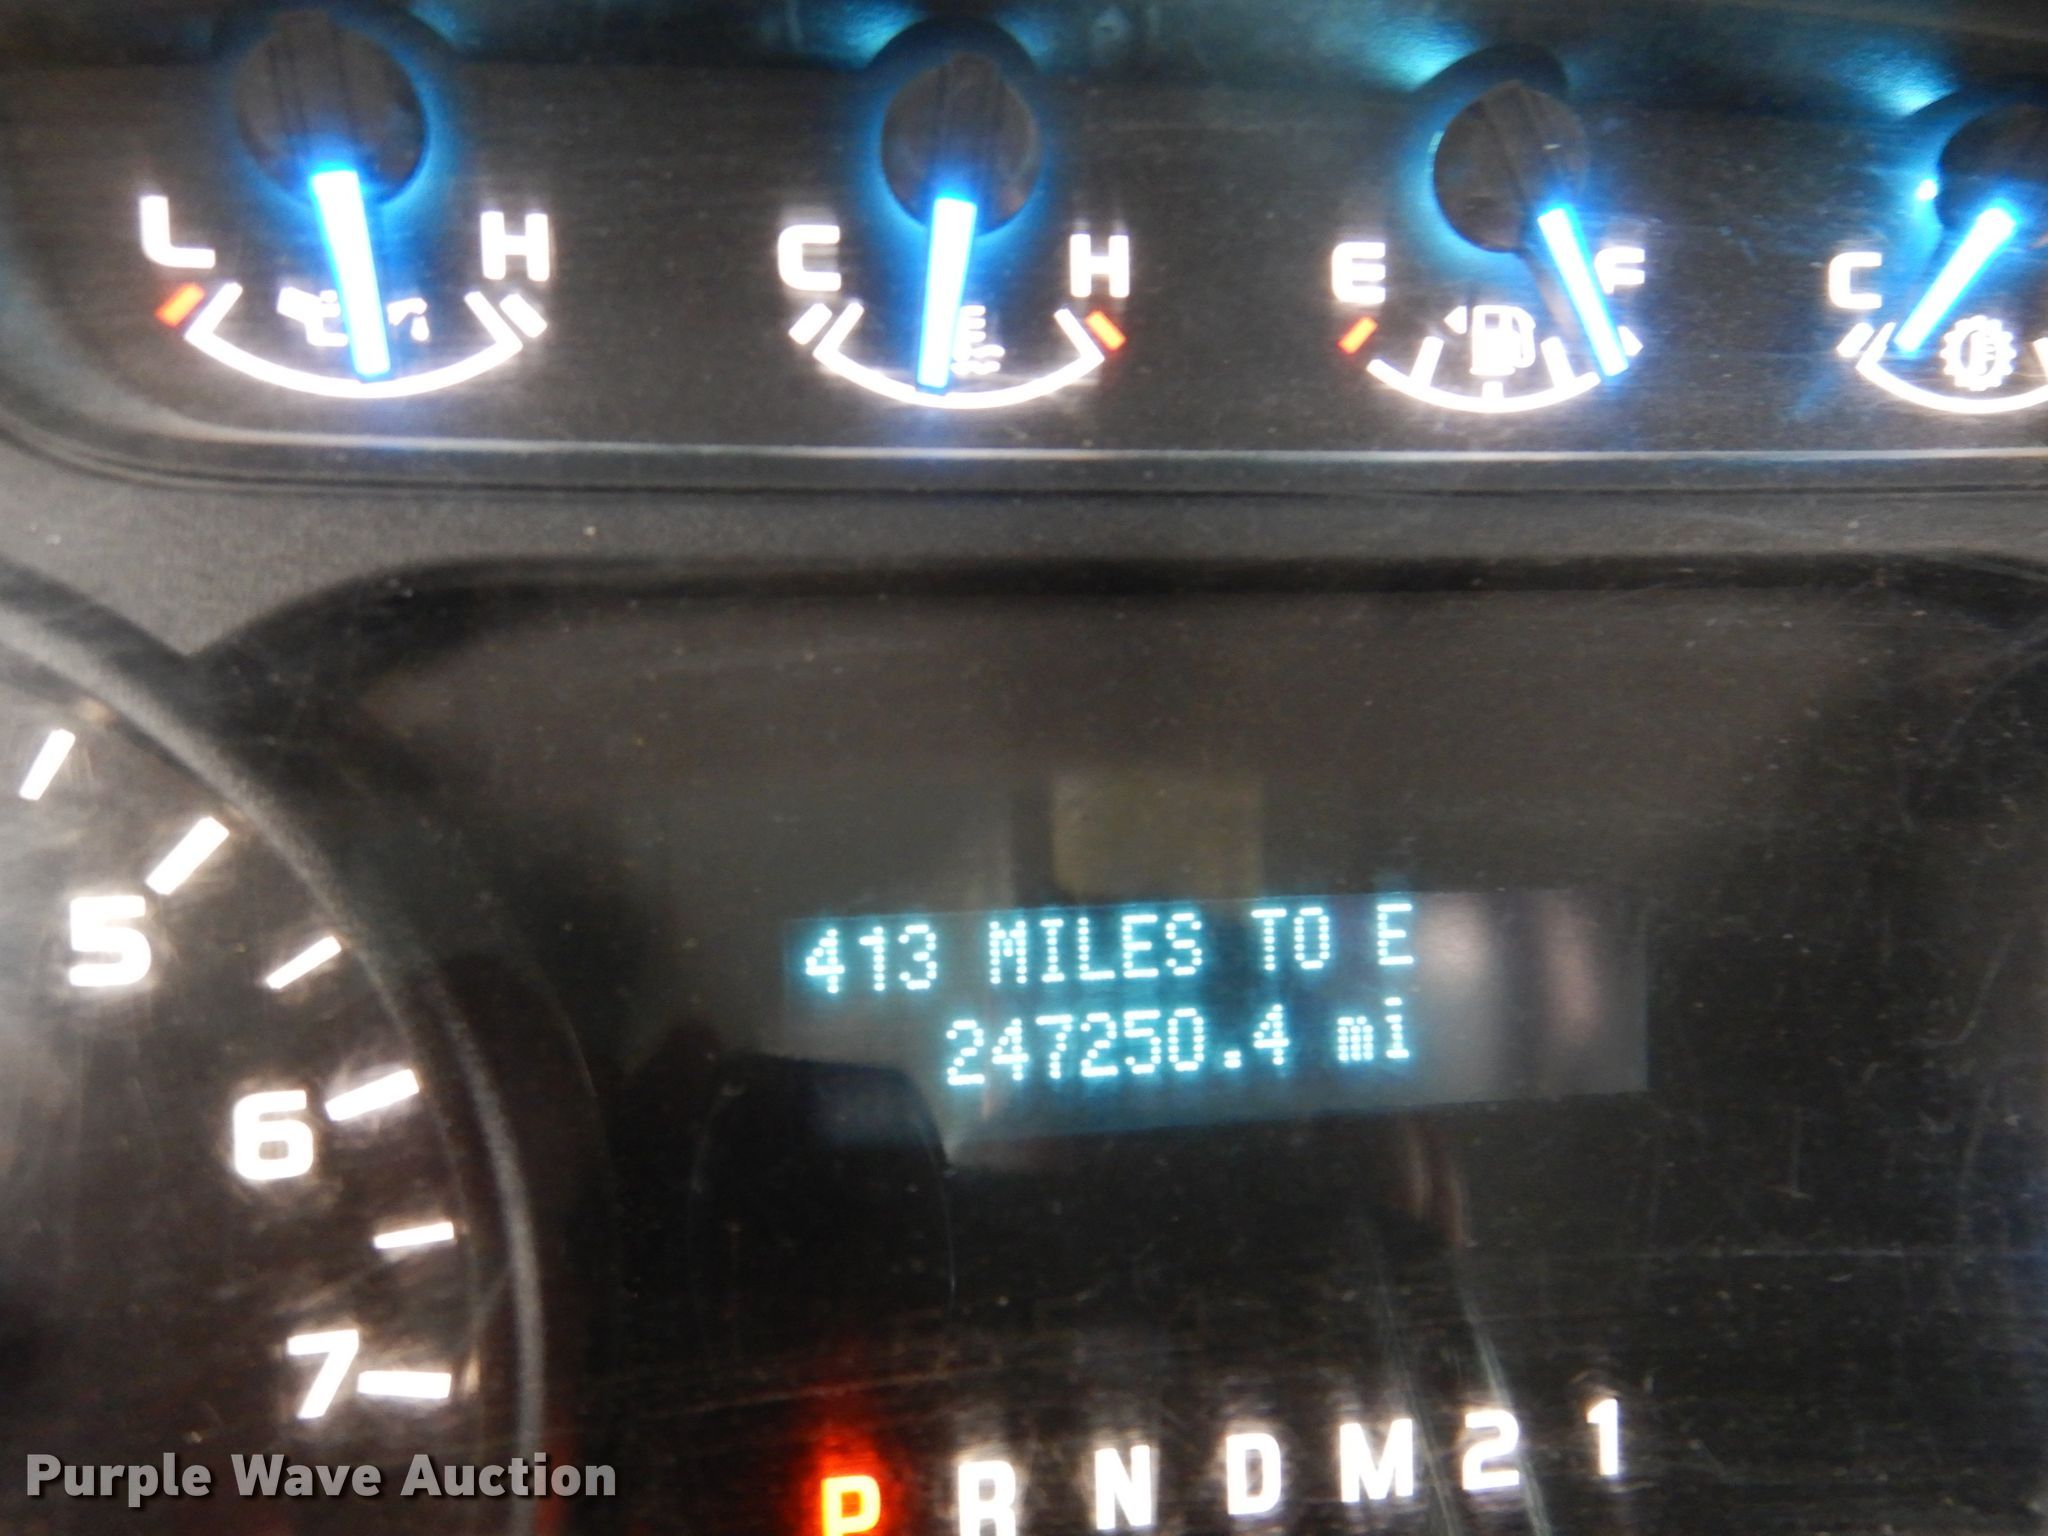 L H C H E F C
413 MILES TO E
247250.4 mi
5
6
7
P R N D M 2 1
Purple Wave Auction